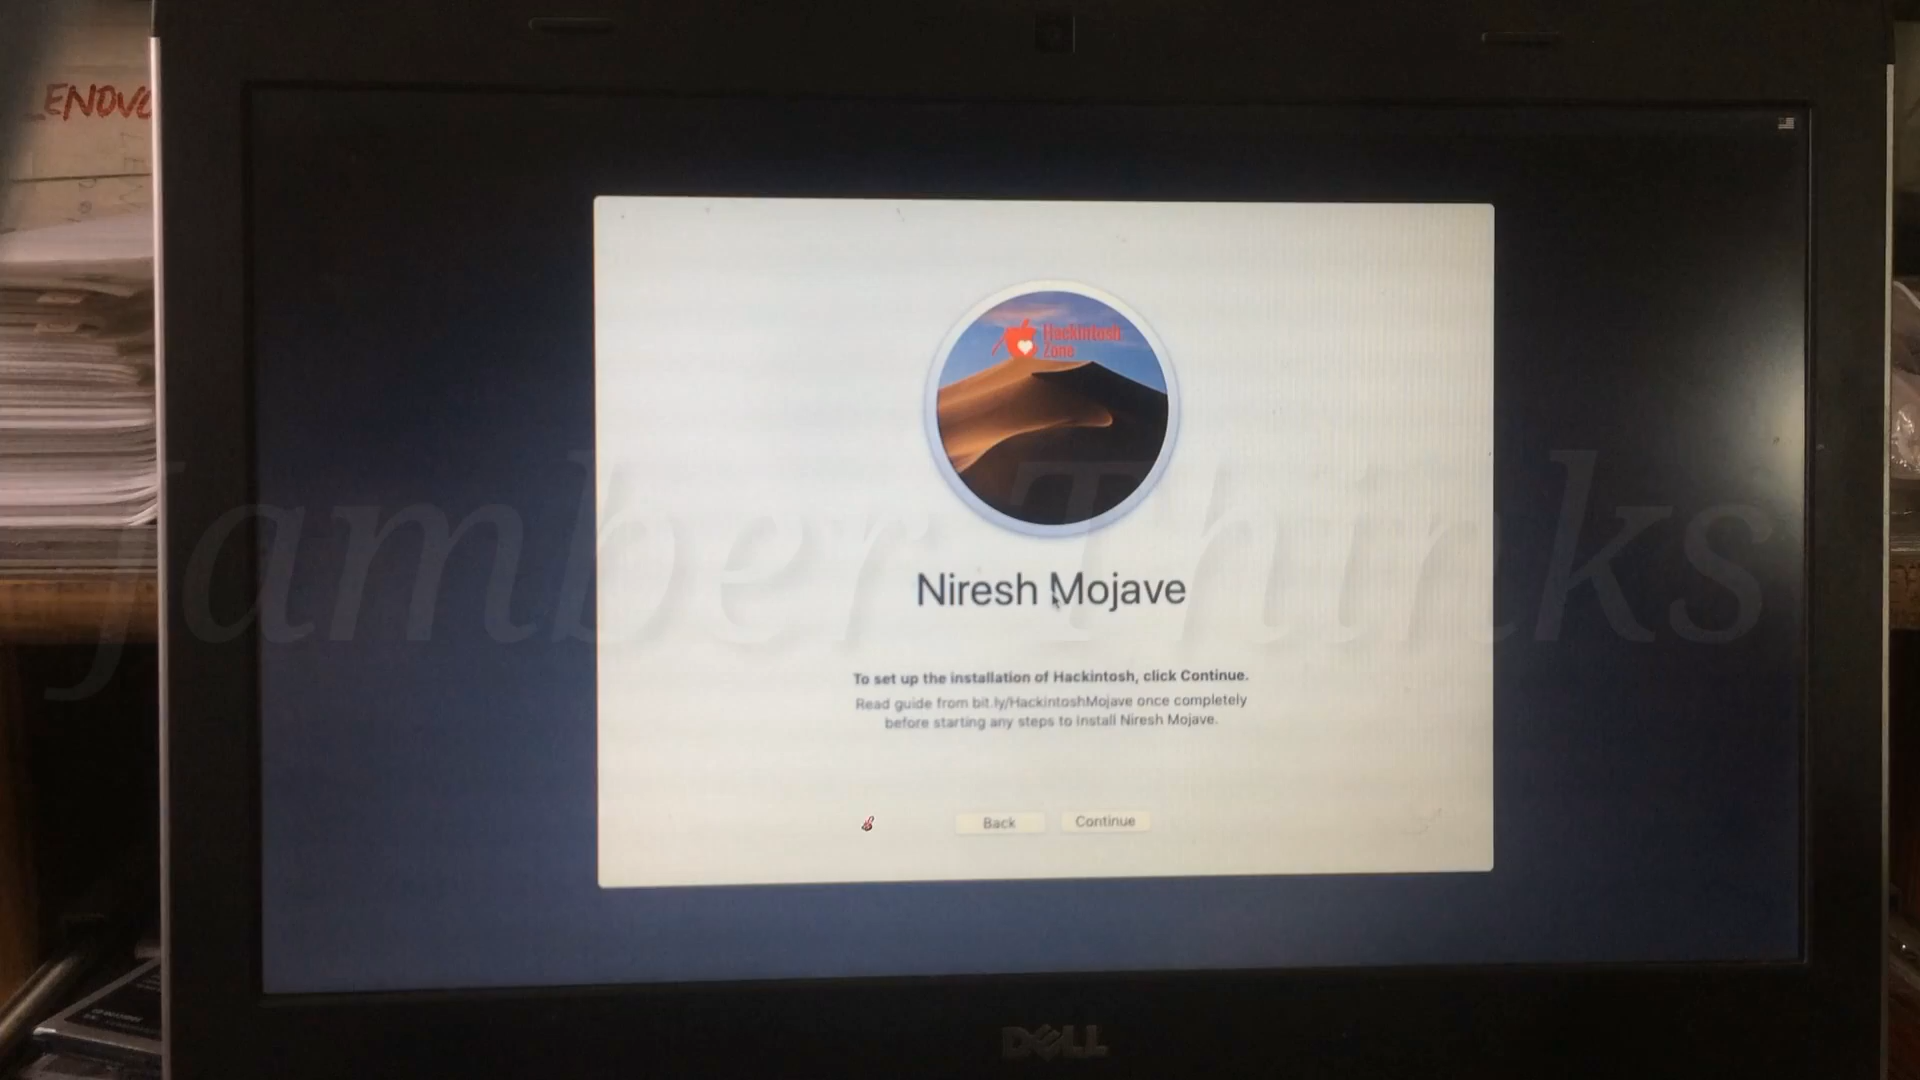 LENOVO
Hackintosh
Zone
Jamber Thinks
Niresh Mojave
To set up the installation of Hackintosh, click Continue.
Read guide from bit.ly/HackintoshMojave once completely
before starting any steps to install Niresh Mojave.
Back
Continue
DELL